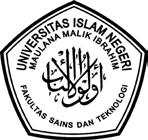 UNIVERSITAS ISLAM NEGERI
MAULANA MALIK IBRAHIM
FAKULTAS SAINS DAN TEKNOLOGI